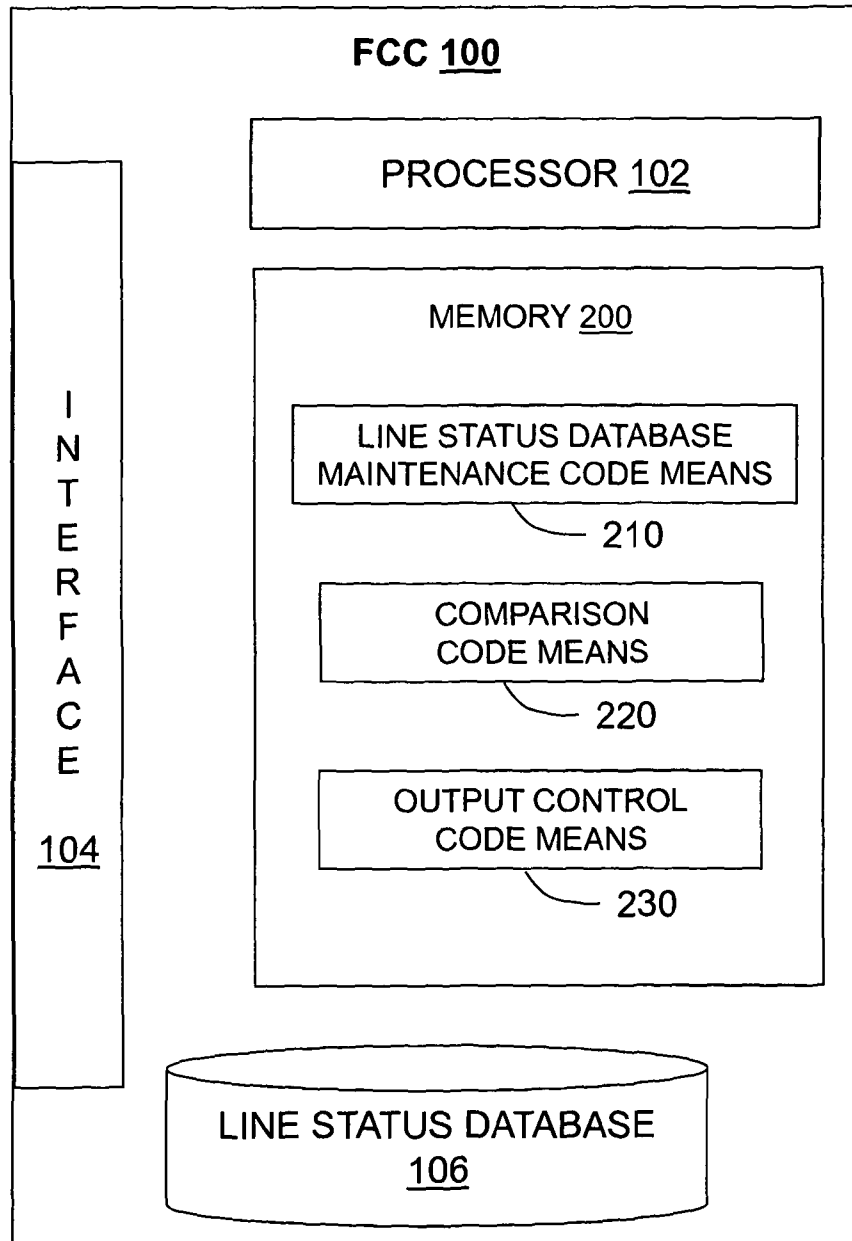 FCC 100
PROCESSOR 102
MEMORY 200
LINE STATUS DATABASE
MAINTENANCE CODE MEANS
210
COMPARISON
CODE MEANS
220
OUTPUT CONTROL
CODE MEANS
230
INTERFACE
104
LINE STATUS DATABASE
106